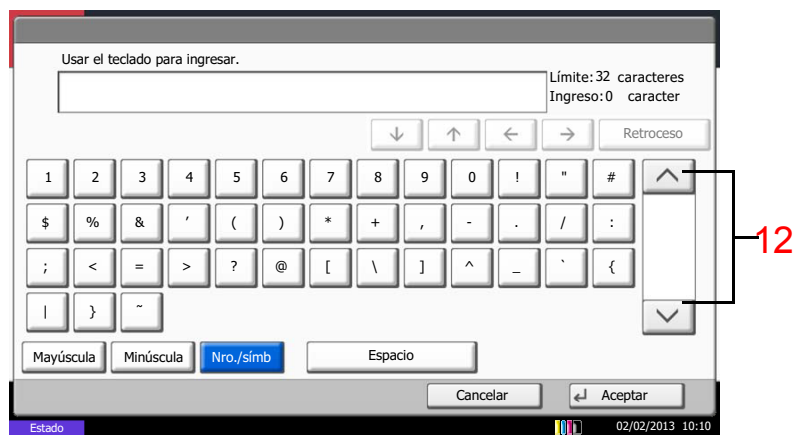 Usar el teclado para ingresar.
Límite: 32 caracteres
Ingreso: 0 caracter
↓ ↑ ← → Retroceso
1 2 3 4 5 6 7 8 9 0 ! " #
$ % & ′ ( ) * + , - . / :
; < = > ? @ [ \ ] ^ _ ` {
| } ~
12
Mayúscula Minúscula Nro./símb Espacio
Cancelar Aceptar
Estado 02/02/2013 10:10